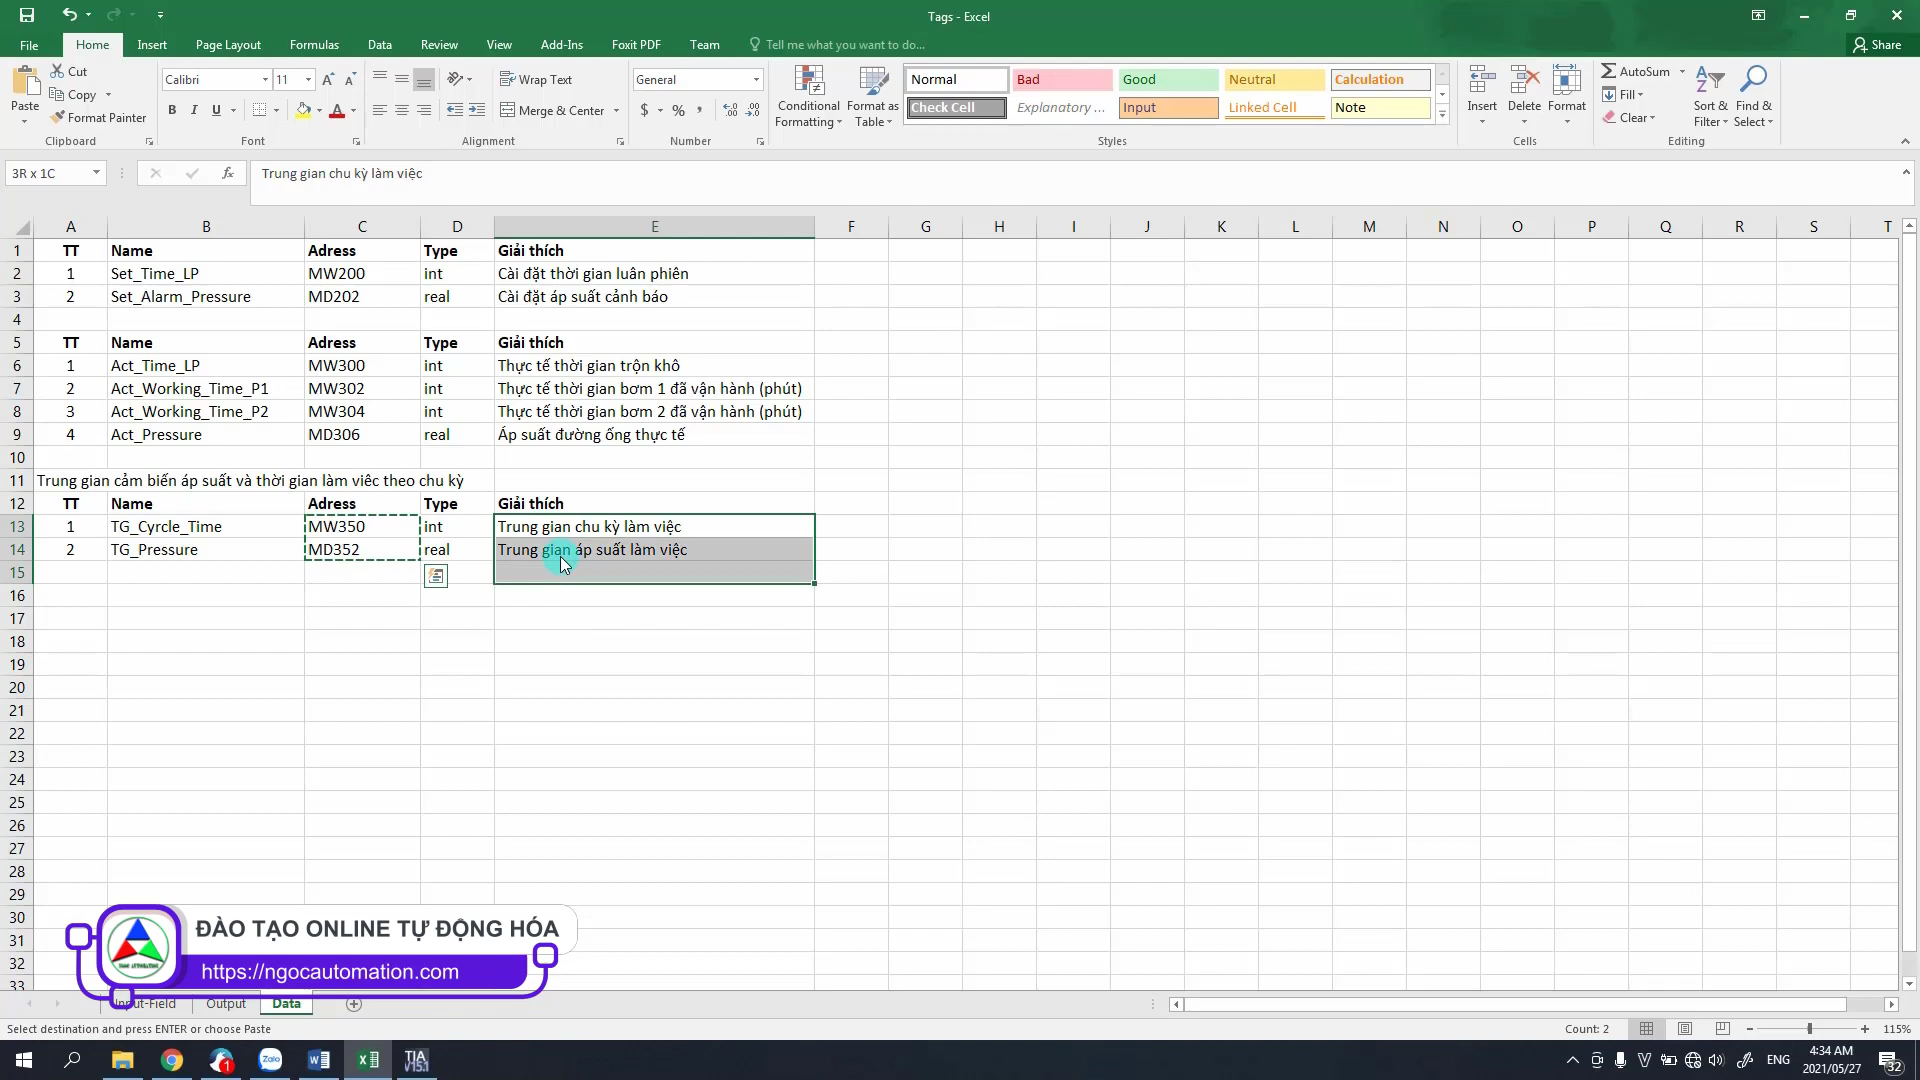 Tags - Excel
File Home Insert Page Layout Formulas Data Review View Add-Ins Foxit PDF Team Tell me what you want to do... Share
Paste Cut Copy Format Painter Clipboard
Calibri 11 B I U Font
Wrap Text Merge & Center Alignment
General $ % Number
Conditional Formatting Format as Table
Normal Bad Good Neutral Calculation
Check Cell Explanatory ... Input Linked Cell Note
Styles
Insert Delete Format Cells
AutoSum Fill Clear Sort & Filter Find & Select Editing
3R x 1C fx Trung gian chu kỳ làm việc
A B C D E F G H I J K L M N O P Q R S T
1 TT Name Adress Type Giải thích
2 1 Set_Time_LP MW200 int Cài đặt thời gian luân phiên
3 2 Set_Alarm_Pressure MD202 real Cài đặt áp suất cảnh báo
4
5 TT Name Adress Type Giải thích
6 1 Act_Time_LP MW300 int Thực tế thời gian trộn khô
7 2 Act_Working_Time_P1 MW302 int Thực tế thời gian bơm 1 đã vận hành (phút)
8 3 Act_Working_Time_P2 MW304 int Thực tế thời gian bơm 2 đã vận hành (phút)
9 4 Act_Pressure MD306 real Áp suất đường ống thực tế
10
11 Trung gian cảm biến áp suất và thời gian làm viêc theo chu kỳ
12 TT Name Adress Type Giải thích
13 1 TG_Cyrcle_Time MW350 int Trung gian chu kỳ làm việc
14 2 TG_Pressure MD352 real Trung gian áp suất làm việc
15
16
17
18
19
20
21
22
23
24
25
26
27
28
29
30
31
32
33
ĐÀO TẠO ONLINE TỰ ĐỘNG HÓA
https://ngocautomation.com
Input-Field Output Data
Select destination and press ENTER or choose Paste Count: 2 115%
TIA V15.1
ENG 4:34 AM 2021/05/27 32